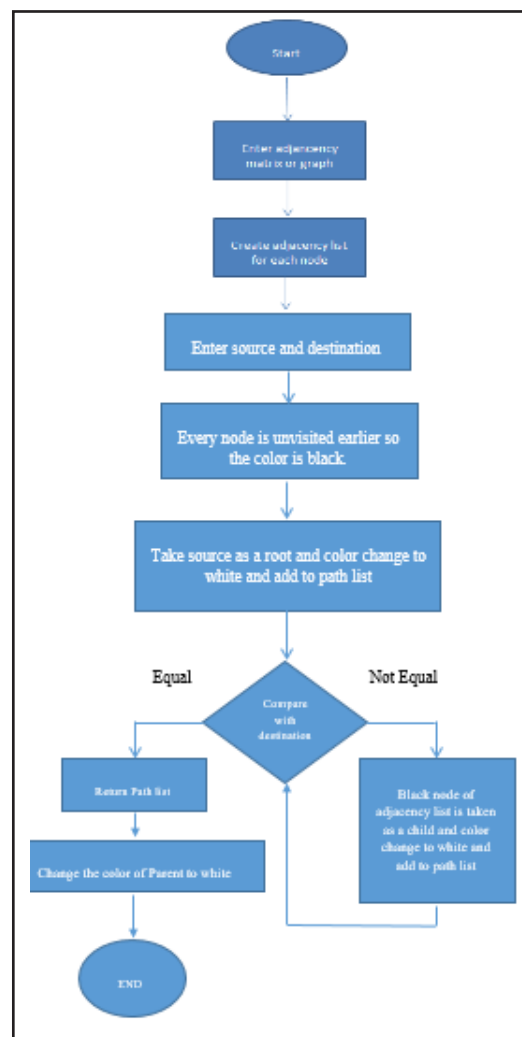 Start
Enter adjancency
matrix or graph
Create adjacency list
for each node
Enter source and destination
Every node is unvisited earlier so
the color is black.
Take source as a root and color change to
white and add to path list
Equal
Not Equal
Compare
with
destination
Return Path list
Black node of
adjacency list is taken
as a child and color
change to white and
add to path list
Change the color of Parent to white
END